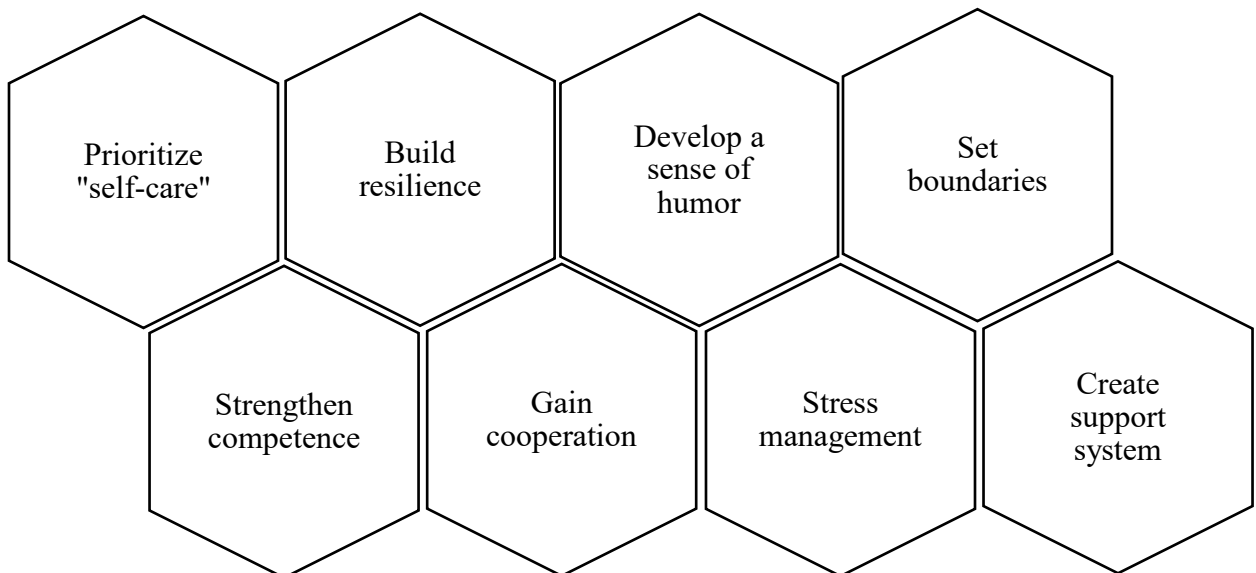 Prioritize
"self-care"
Build
resilience
Develop a
sense of
humor
Set
boundaries
Strengthen
competence
Gain
cooperation
Stress
management
Create
support
system